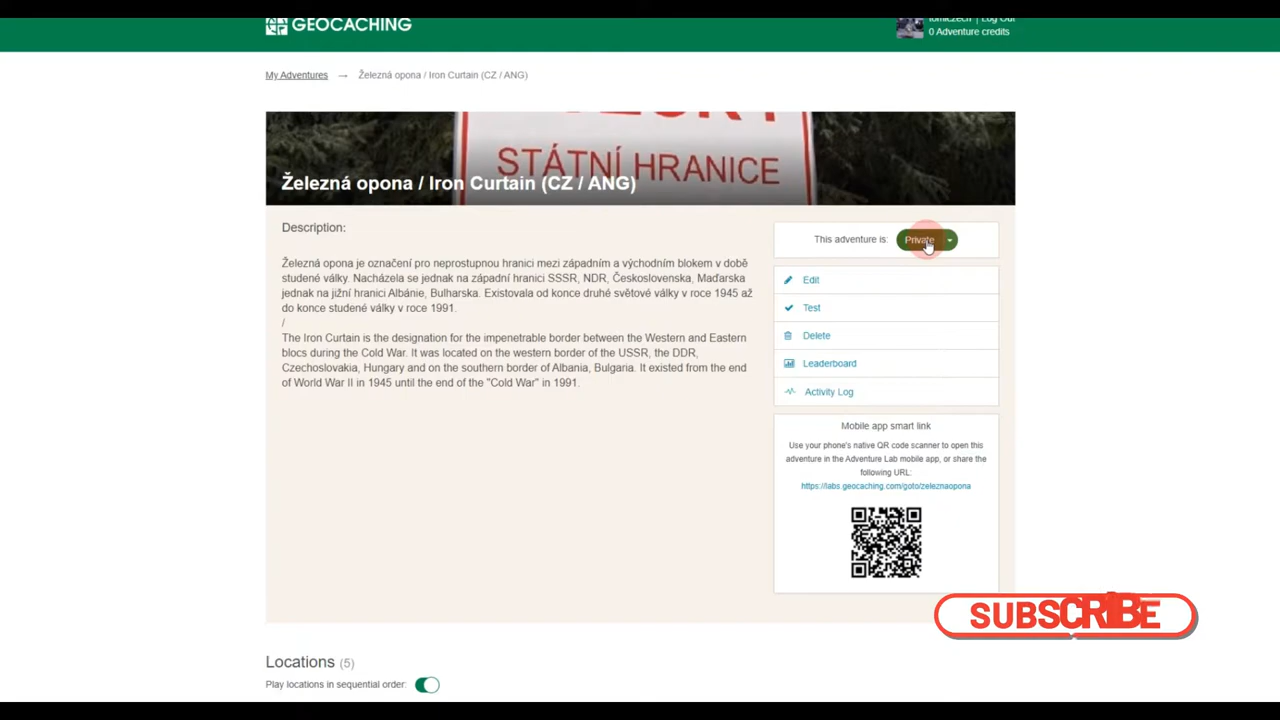 GEOCACHING
tomiczech | Log Out
0 Adventure credits
My Adventures → Železná opona / Iron Curtain (CZ / ANG)
STÁTNÍ HRANICE
Železná opona / Iron Curtain (CZ / ANG)
Description:
This adventure is: Private
Železná opona je označení pro neprostupnou hranici mezi západním a východním blokem v době
studené války. Nacházela se jednak na západní hranici SSSR, NDR, Československa, Maďarska
jednak na jižní hranici Albánie, Bulharska. Existovala od konce druhé světové války v roce 1945 až
do konce studené války v roce 1991.
/
The Iron Curtain is the designation for the impenetrable border between the Western and Eastern
blocs during the Cold War. It was located on the western border of the USSR, the DDR,
Czechoslovakia, Hungary and on the southern border of Albania, Bulgaria. It existed from the end
of World War II in 1945 until the end of the "Cold War" in 1991.
Edit
Test
Delete
Leaderboard
Activity Log
Mobile app smart link
Use your phone's native QR code scanner to open this
adventure in the Adventure Lab mobile app, or share the
following URL:
https://labs.geocaching.com/goto/zeleznaopona
SUBSCRIBE
Locations (5)
Play locations in sequential order: